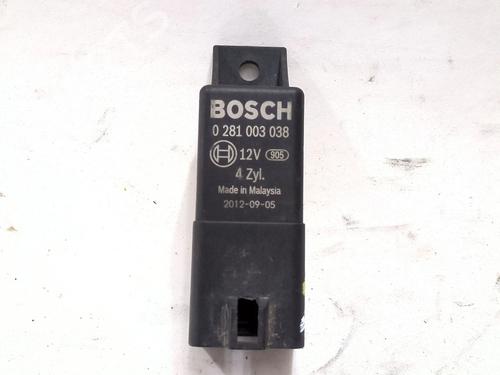 BOSCH
0 281 003 038
12V 905
4 Zyl.
Made in Malaysia
2012-09-05